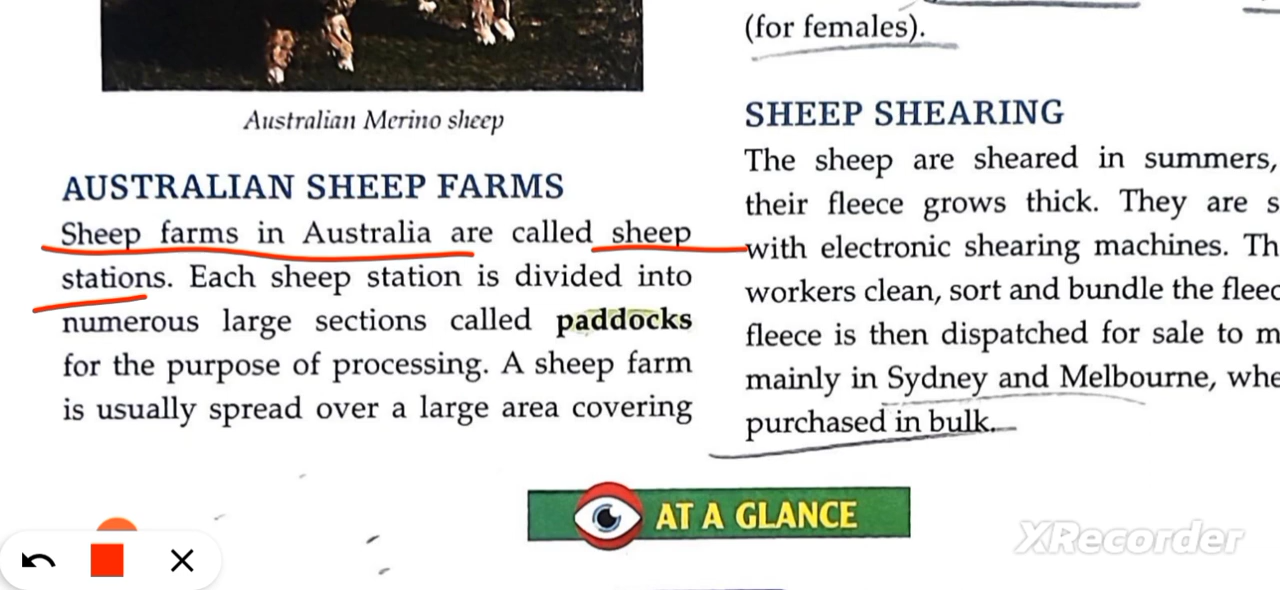 Australian Merino sheep
AUSTRALIAN SHEEP FARMS
Sheep farms in Australia are called sheep
stations. Each sheep station is divided into
numerous large sections called paddocks
for the purpose of processing. A sheep farm
is usually spread over a large area covering
(for females).
SHEEP SHEARING
The sheep are sheared in summers,
their fleece grows thick. They are
with electronic shearing machines.
workers clean, sort and bundle the
fleece is then dispatched for sale to
mainly in Sydney and Melbourne,
purchased in bulk.
AT A GLANCE
XRecorder